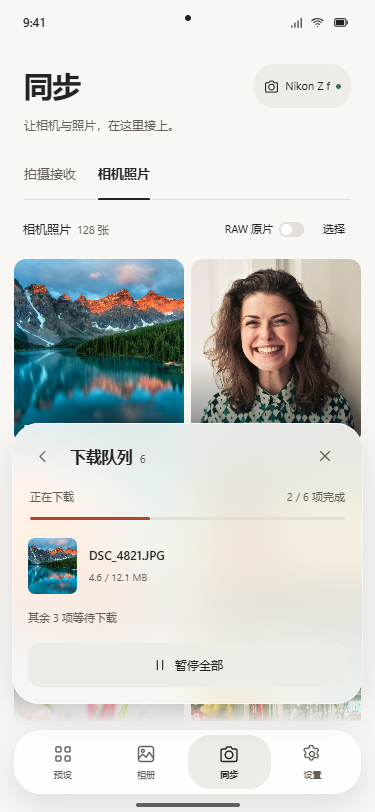 9:41
同步
Nikon Z f
让相机与照片，在这里接上。
拍摄接收 相机照片
相机照片 128 张 RAW 原片 选择
下载队列 6
正在下载 2 / 6 项完成
DSC_4821.JPG
4.6 / 12.1 MB
其余 3 项等待下载
暂停全部
预设 相册 同步 设置